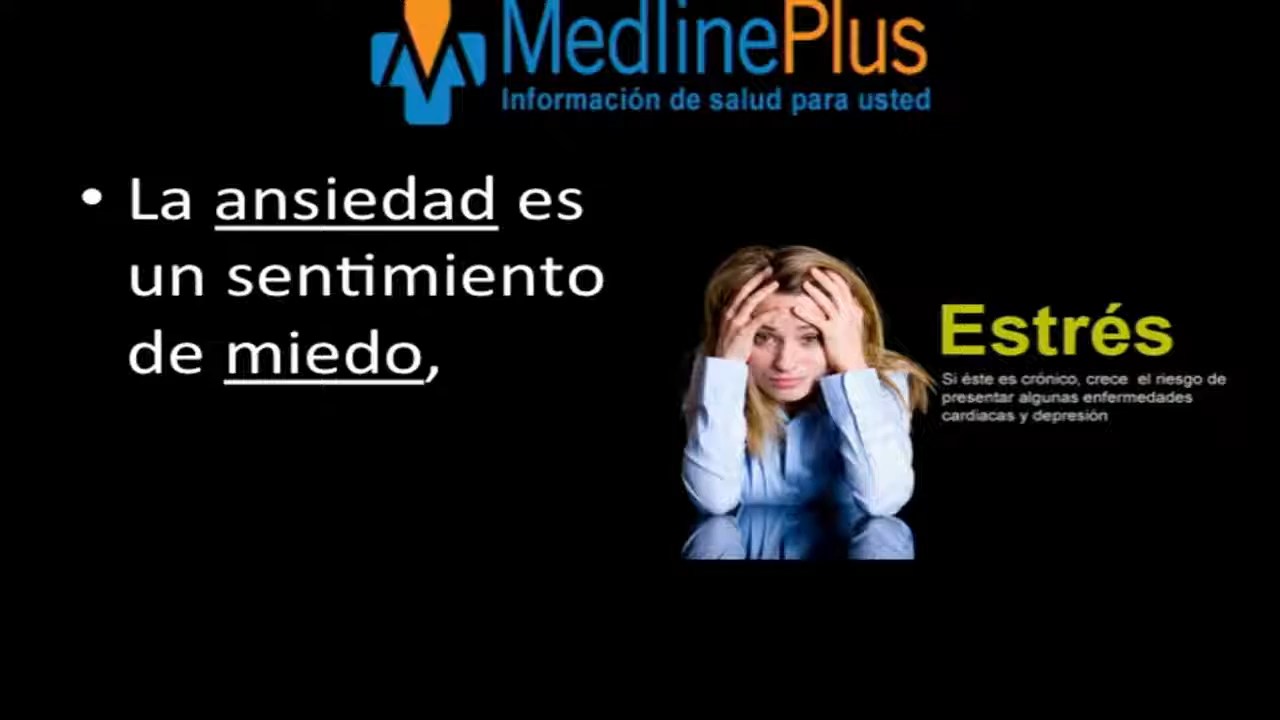 MedlinePlus
Información de salud para usted
• La ansiedad es
un sentimiento
de miedo,
Estrés
Si éste es crónico, crece el riesgo de
presentar algunas enfermedades
cardiacas y depresión